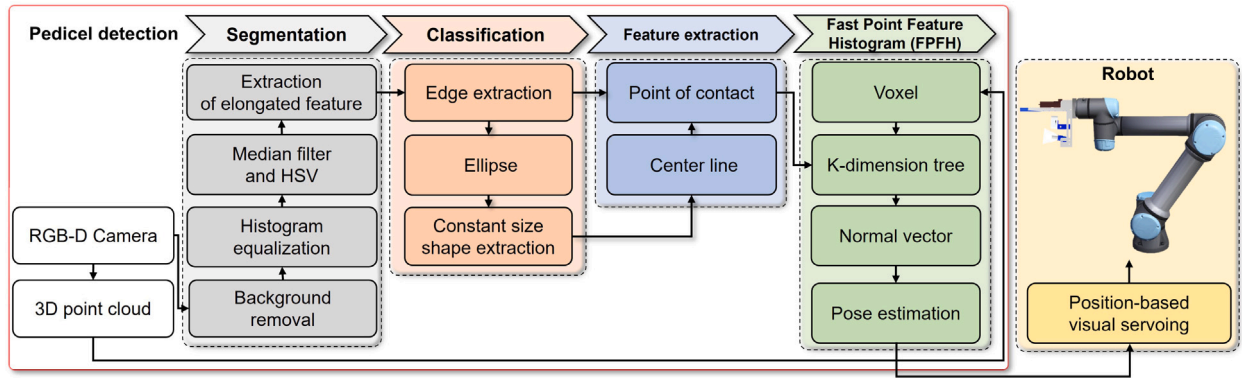 Pedicel detection
Segmentation
Classification
Feature extraction
Fast Point Feature
Histogram (FPFH)
Robot
Extraction
of elongated feature
Median filter
and HSV
Histogram
equalization
Background
removal
RGB-D Camera
3D point cloud
Edge extraction
Ellipse
Constant size
shape extraction
Point of contact
Center line
Voxel
K-dimension tree
Normal vector
Pose estimation
Position-based
visual servoing